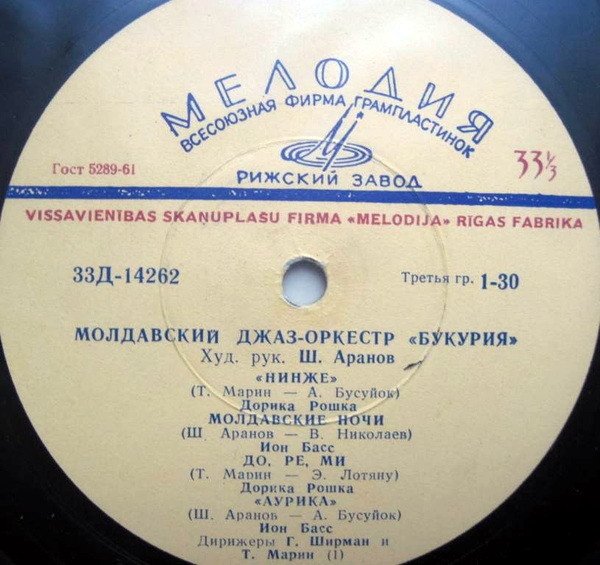 МЕЛОДИЯ
ВСЕСОЮЗНАЯ ФИРМА ГРАМПЛАСТИНОК
РИЖСКИЙ ЗАВОД
Гост 5289-61
33⅓
VISSAVIENĪBAS SKAŅUPLAŠU FIRMA «MELODIJA» RĪGAS FABRIKA
33Д-14262
Третья гр. 1-30
МОЛДАВСКИЙ ДЖАЗ-ОРКЕСТР «БУКУРИЯ»
Худ. рук. Ш. Аранов
«НИНЖЕ»
(Т. Марин — А. Бусуйок)
Дорика Рошка
МОЛДАВСКИЕ НОЧИ
(Ш. Аранов — В. Николаев)
Ион Басс
ДО, РЕ, МИ
(Т. Марин — Э. Лотяну)
Дорика Рошка
«АУРИКА»
(Ш. Аранов — А. Бусуйок)
Ион Басс
Дирижеры Г. Ширман и
Т. Марин (1)